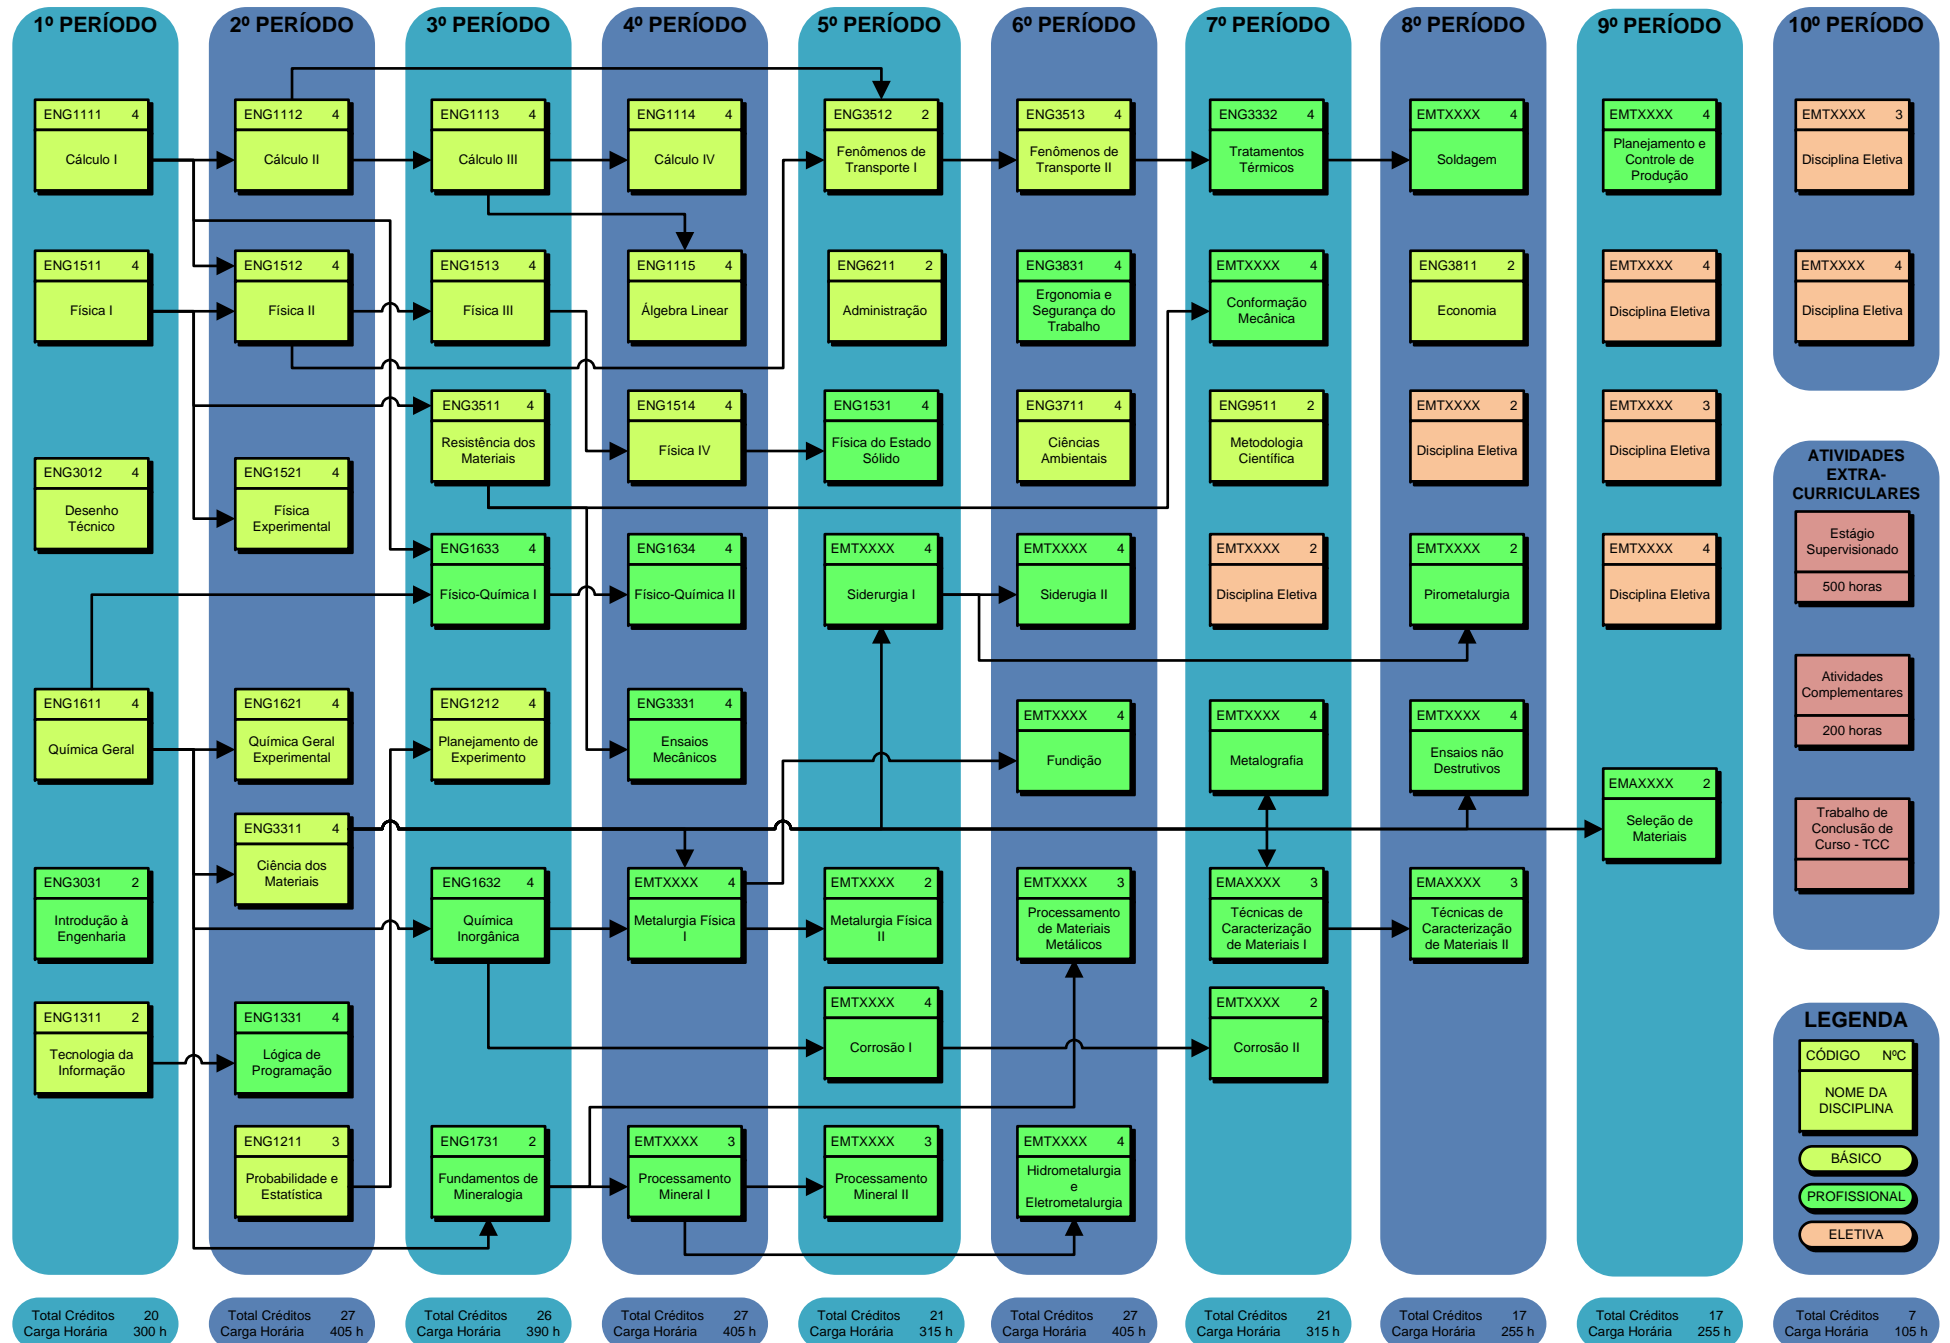 1º PERÍODO
ENG1111 4
Cálculo I
ENG1511 4
Física I
ENG3012 4
Desenho
Técnico
ENG1611 4
Química Geral
ENG3031 2
Introdução à
Engenharia
ENG1311 2
Tecnologia da
Informação
Total Créditos 20
Carga Horária 300 h
2º PERÍODO
ENG1112 4
Cálculo II
ENG1512 4
Física II
ENG1521 4
Física
Experimental
ENG1621 4
Química Geral
Experimental
ENG3311 4
Ciência dos
Materiais
ENG1331 4
Lógica de
Programação
ENG1211 3
Probabilidade e
Estatística
Total Créditos 27
Carga Horária 405 h
3º PERÍODO
ENG1113 4
Cálculo III
ENG1513 4
Física III
ENG3511 4
Resistência dos
Materiais
ENG1633 4
Físico-Química I
ENG1212 4
Planejamento de
Experimento
ENG1632 4
Química
Inorgânica
ENG1731 2
Fundamentos de
Mineralogia
Total Créditos 26
Carga Horária 390 h
4º PERÍODO
ENG1114 4
Cálculo IV
ENG1115 4
Álgebra Linear
ENG1514 4
Física IV
ENG1634 4
Físico-Química II
ENG3331 4
Ensaios
Mecânicos
EMTXXXX 4
Metalurgia Física
I
EMTXXXX 3
Processamento
Mineral I
Total Créditos 27
Carga Horária 405 h
5º PERÍODO
ENG3512 2
Fenômenos de
Transporte I
ENG6211 2
Administração
ENG1531 4
Física do Estado
Sólido
EMTXXXX 4
Siderurgia I
EMTXXXX 2
Metalurgia Física
II
EMTXXXX 4
Corrosão I
EMTXXXX 3
Processamento
Mineral II
Total Créditos 21
Carga Horária 315 h
6º PERÍODO
ENG3513 4
Fenômenos de
Transporte II
ENG3831 4
Ergonomia e
Segurança do
Trabalho
ENG3711 4
Ciências
Ambientais
EMTXXXX 4
Siderugia II
EMTXXXX 4
Fundição
EMTXXXX 3
Processamento
de Materiais
Metálicos
EMTXXXX 4
Hidrometalurgia
e
Eletrometalurgia
Total Créditos 27
Carga Horária 405 h
7º PERÍODO
ENG3332 4
Tratamentos
Térmicos
EMTXXXX 4
Conformação
Mecânica
ENG9511 2
Metodologia
Científica
EMTXXXX 2
Disciplina Eletiva
EMTXXXX 4
Metalografia
EMAXXXX 3
Técnicas de
Caracterização
de Materiais I
EMTXXXX 2
Corrosão II
Total Créditos 21
Carga Horária 315 h
8º PERÍODO
EMTXXXX 4
Soldagem
ENG3811 2
Economia
EMTXXXX 2
Disciplina Eletiva
EMTXXXX 2
Pirometalurgia
EMTXXXX 4
Ensaios não
Destrutivos
EMAXXXX 3
Técnicas de
Caracterização
de Materiais II
Total Créditos 17
Carga Horária 255 h
9º PERÍODO
EMTXXXX 4
Planejamento e
Controle de
Produção
EMTXXXX 4
Disciplina Eletiva
EMTXXXX 3
Disciplina Eletiva
EMTXXXX 4
Disciplina Eletiva
EMAXXXX 2
Seleção de
Materiais
Total Créditos 17
Carga Horária 255 h
10º PERÍODO
EMTXXXX 3
Disciplina Eletiva
EMTXXXX 4
Disciplina Eletiva
ATIVIDADES
EXTRA-
CURRICULARES
Estágio
Supervisionado
500 horas
Atividades
Complementares
200 horas
Trabalho de
Conclusão de
Curso - TCC
LEGENDA
CÓDIGO NºC
NOME DA
DISCIPLINA
BÁSICO
PROFISSIONAL
ELETIVA
Total Créditos 7
Carga Horária 105 h